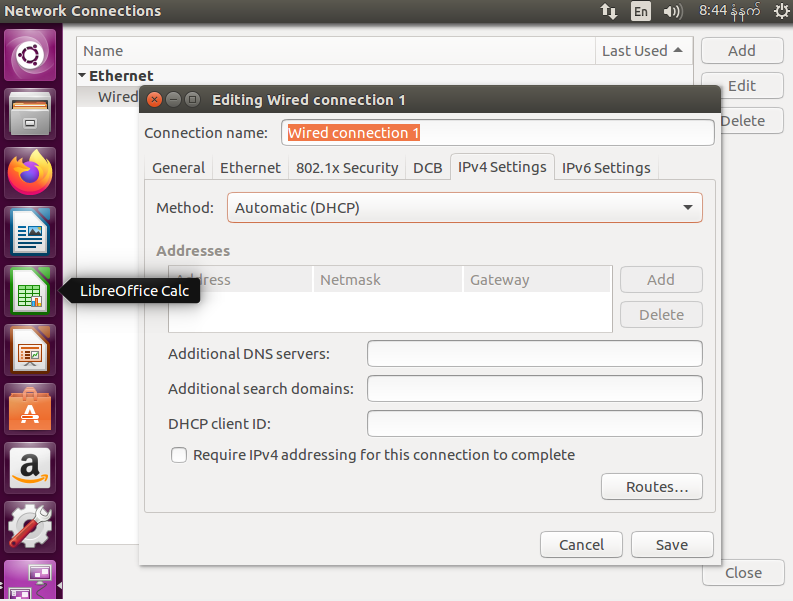 Network Connections
En
8:44 နံနက်
Name
Last Used
Add
Ethernet
Edit
Wired
Delete
Editing Wired connection 1
Connection name:
Wired connection 1
General
Ethernet
802.1x Security
DCB
IPv4 Settings
IPv6 Settings
Method:
Automatic (DHCP)
Addresses
Netmask
Gateway
Add
LibreOffice Calc
Delete
Additional DNS servers:
Additional search domains:
DHCP client ID:
Require IPv4 addressing for this connection to complete
Routes...
Cancel
Save
Close